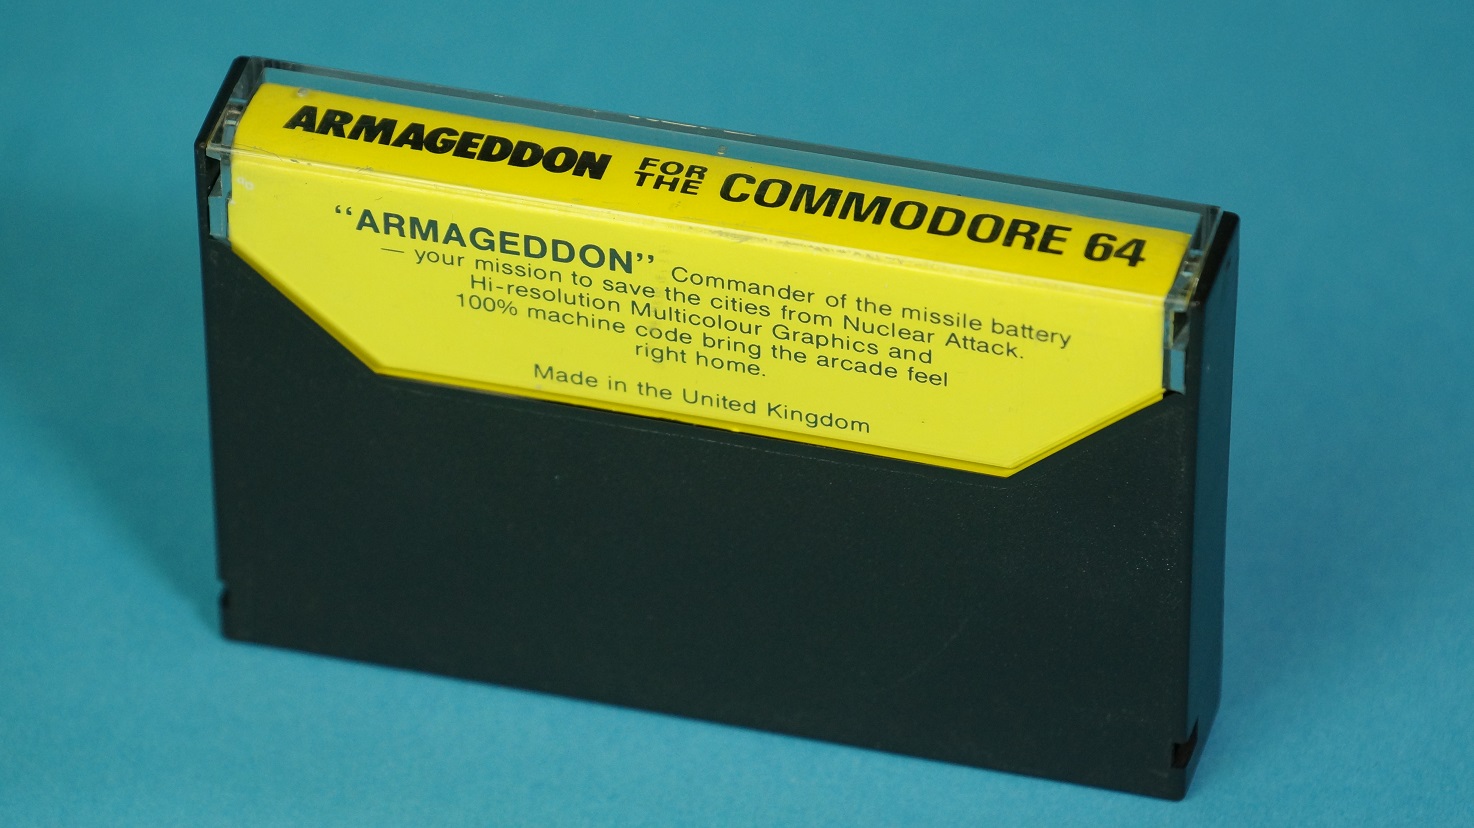 ARMAGEDDON FOR THE COMMODORE 64
“ARMAGEDDON” Commander of the missile battery
— your mission to save the cities from Nuclear Attack.
Hi-resolution Multicolour Graphics and
100% machine code bring the arcade feel
right home.
Made in the United Kingdom